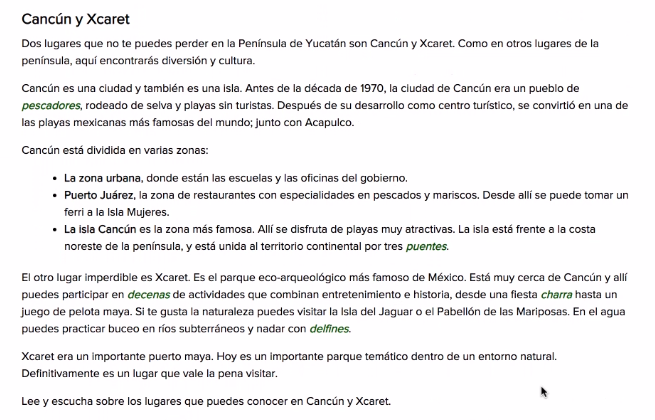 Cancún y Xcaret
Dos lugares que no te puedes perder en la Península de Yucatán son Cancún y Xcaret. Como en otros lugares de la
península, aquí encontrarás diversión y cultura.
Cancún es una ciudad y también es una isla. Antes de la década de 1970, la ciudad de Cancún era un pueblo de
pescadores, rodeado de selva y playas sin turistas. Después de su desarrollo como centro turístico, se convirtió en una de
las playas mexicanas más famosas del mundo; junto con Acapulco.
Cancún está dividida en varias zonas:
• La zona urbana, donde están las escuelas y las oficinas del gobierno.
• Puerto Juárez, la zona de restaurantes con especialidades en pescados y mariscos. Desde allí se puede tomar un
ferri a la Isla Mujeres.
• La isla Cancún es la zona más famosa. Allí se disfruta de playas muy atractivas. La isla está frente a la costa
noreste de la península, y está unida al territorio continental por tres puentes.
El otro lugar imperdible es Xcaret. Es el parque eco-arqueológico más famoso de México. Está muy cerca de Cancún y allí
puedes participar en decenas de actividades que combinan entretenimiento e historia, desde una fiesta charra hasta un
juego de pelota maya. Si te gusta la naturaleza puedes visitar la Isla del Jaguar o el Pabellón de las Mariposas. En el agua
puedes practicar buceo en ríos subterráneos y nadar con delfines.
Xcaret era un importante puerto maya. Hoy es un importante parque temático dentro de un entorno natural.
Definitivamente es un lugar que vale la pena visitar.
Lee y escucha sobre los lugares que puedes conocer en Cancún y Xcaret.